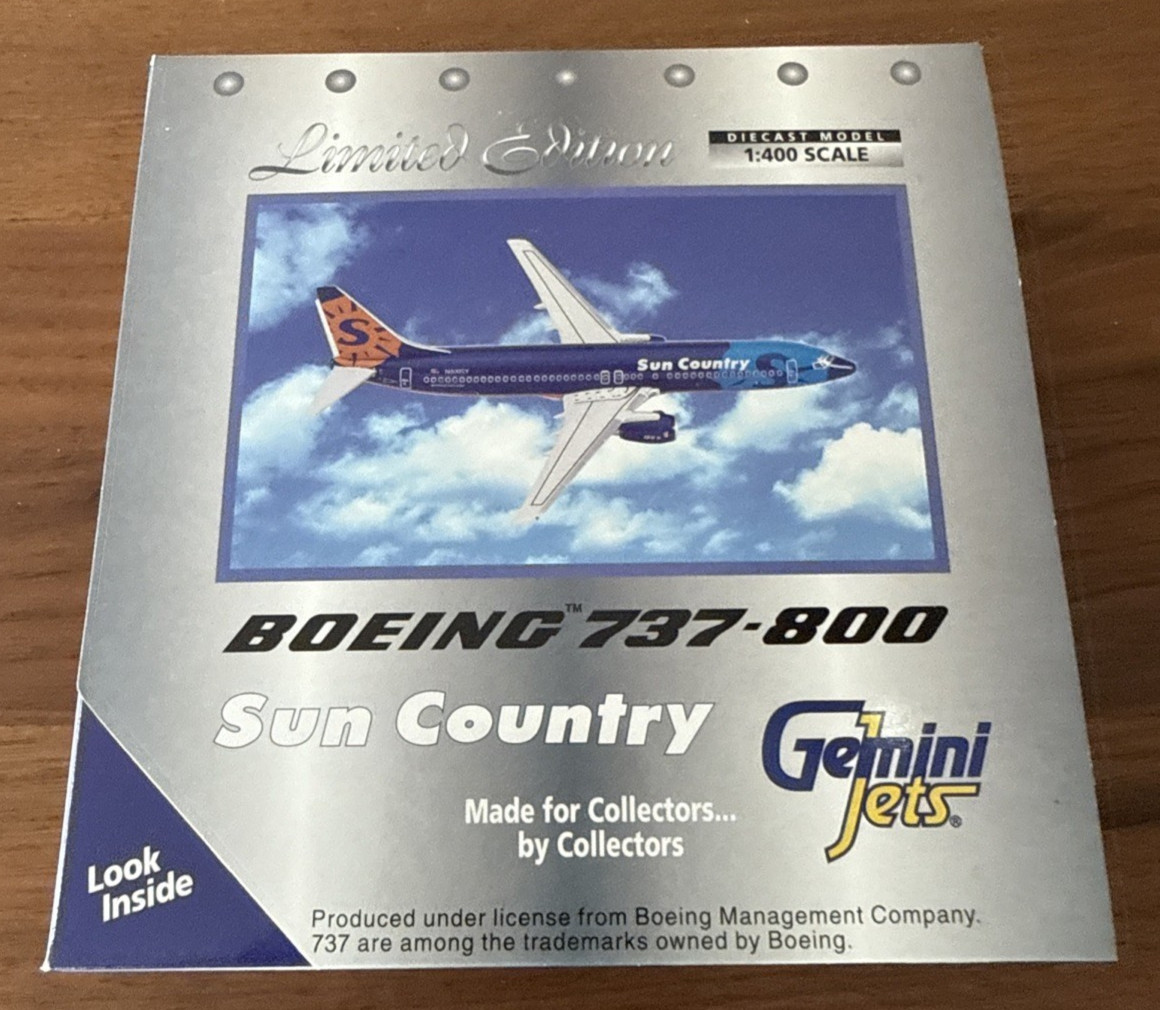 Limited Edition
DIECAST MODEL
1:400 SCALE
S
Sun Country
S
BOEING™ 737-800
Sun Country
Gemini
Jets®
Made for Collectors...
by Collectors
Look
Inside
Produced under license from Boeing Management Company.
737 are among the trademarks owned by Boeing.